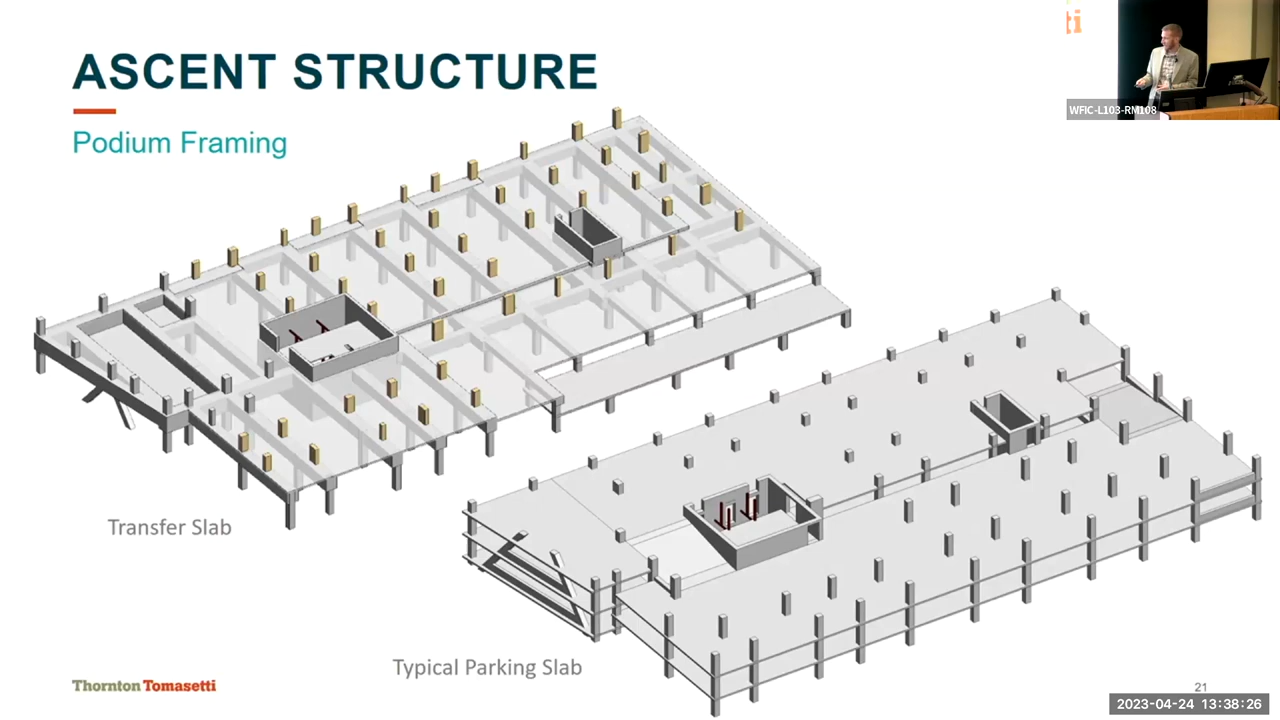 ti
ASCENT STRUCTURE
WFIC-L103-RM108
Podium Framing
Transfer Slab
Typical Parking Slab
Thornton Tomasetti
21
2023-04-24 13:38:26